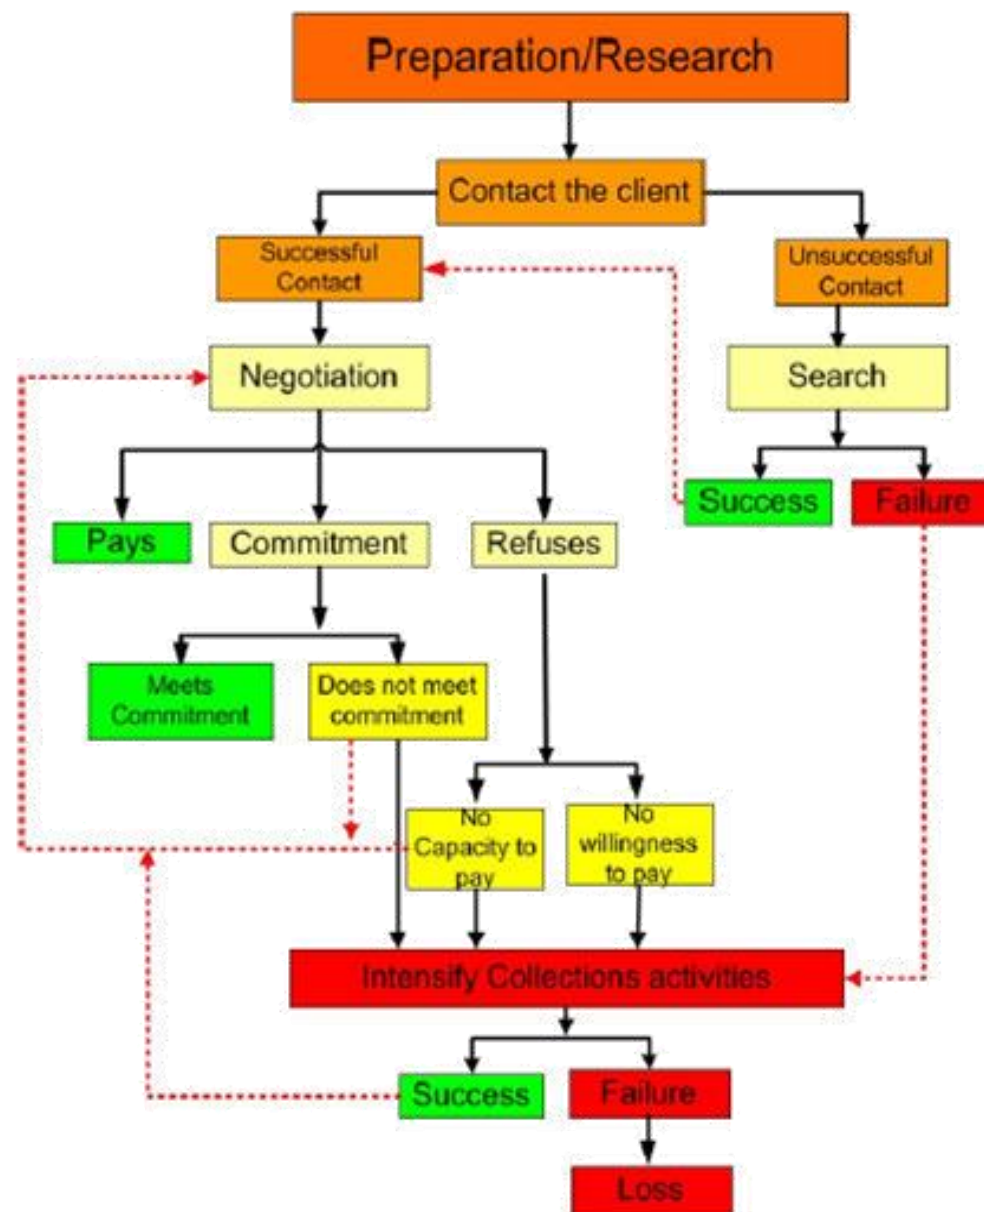 Preparation/Research
Contact the client
Successful
Contact
Unsuccessful
Contact
Negotiation
Search
Success
Failure
Pays
Commitment
Refuses
Meets
Commitment
Does not meet
commitment
No
Capacity to
pay
No
willingness
to pay
Intensify Collections activities
Success
Failure
Loss